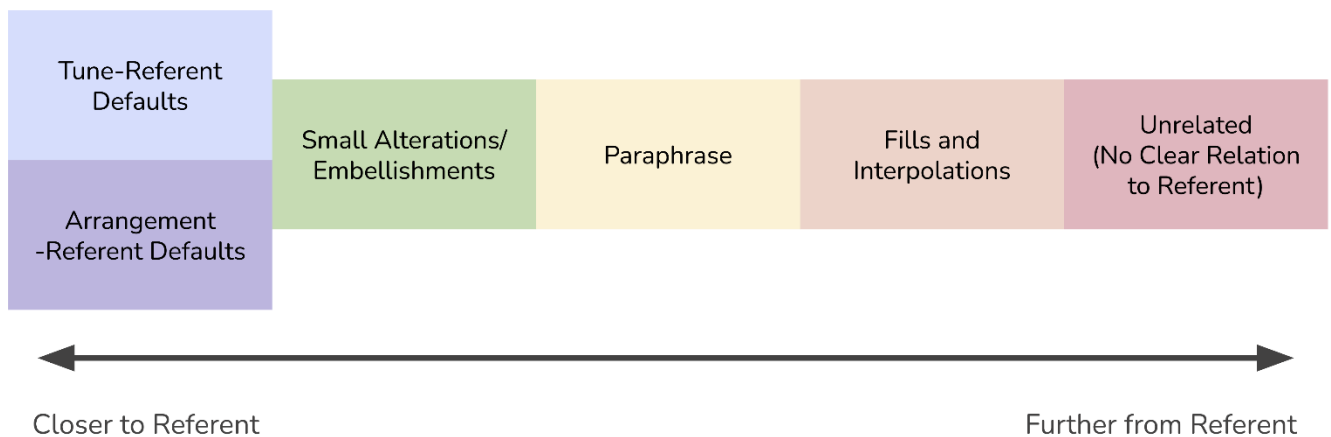 Tune-Referent
Defaults
Arrangement
-Referent Defaults
Small Alterations/
Embellishments
Paraphrase
Fills and
Interpolations
Unrelated
(No Clear Relation
to Referent)
Closer to Referent
Further from Referent